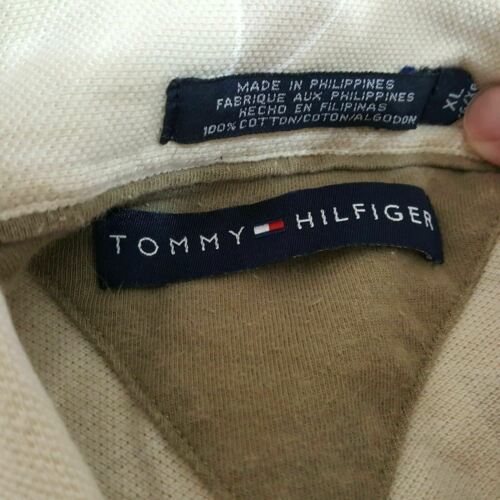 MADE IN PHILIPPINES
FABRIQUE AUX PHILIPPINES
HECHO EN FILIPINAS
100% COTTON/COTON/ALGODON
XL
TOMMY HILFIGER